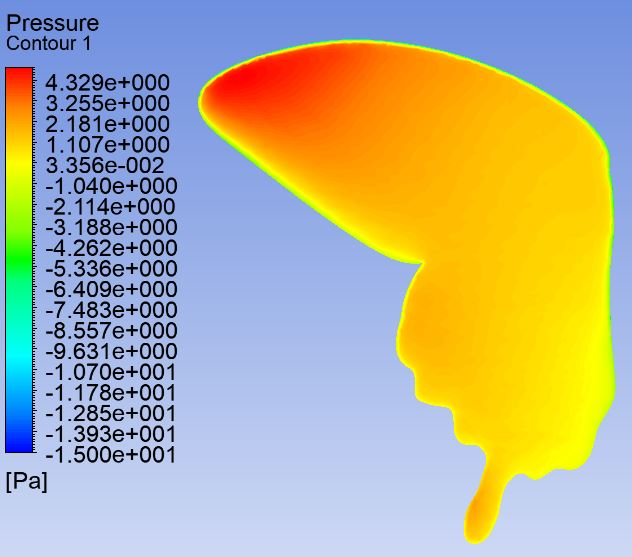 Pressure
Contour 1
4.329e+000
3.255e+000
2.181e+000
1.107e+000
3.356e-002
-1.040e+000
-2.114e+000
-3.188e+000
-4.262e+000
-5.336e+000
-6.409e+000
-7.483e+000
-8.557e+000
-9.631e+000
-1.070e+001
-1.178e+001
-1.285e+001
-1.393e+001
-1.500e+001
[Pa]